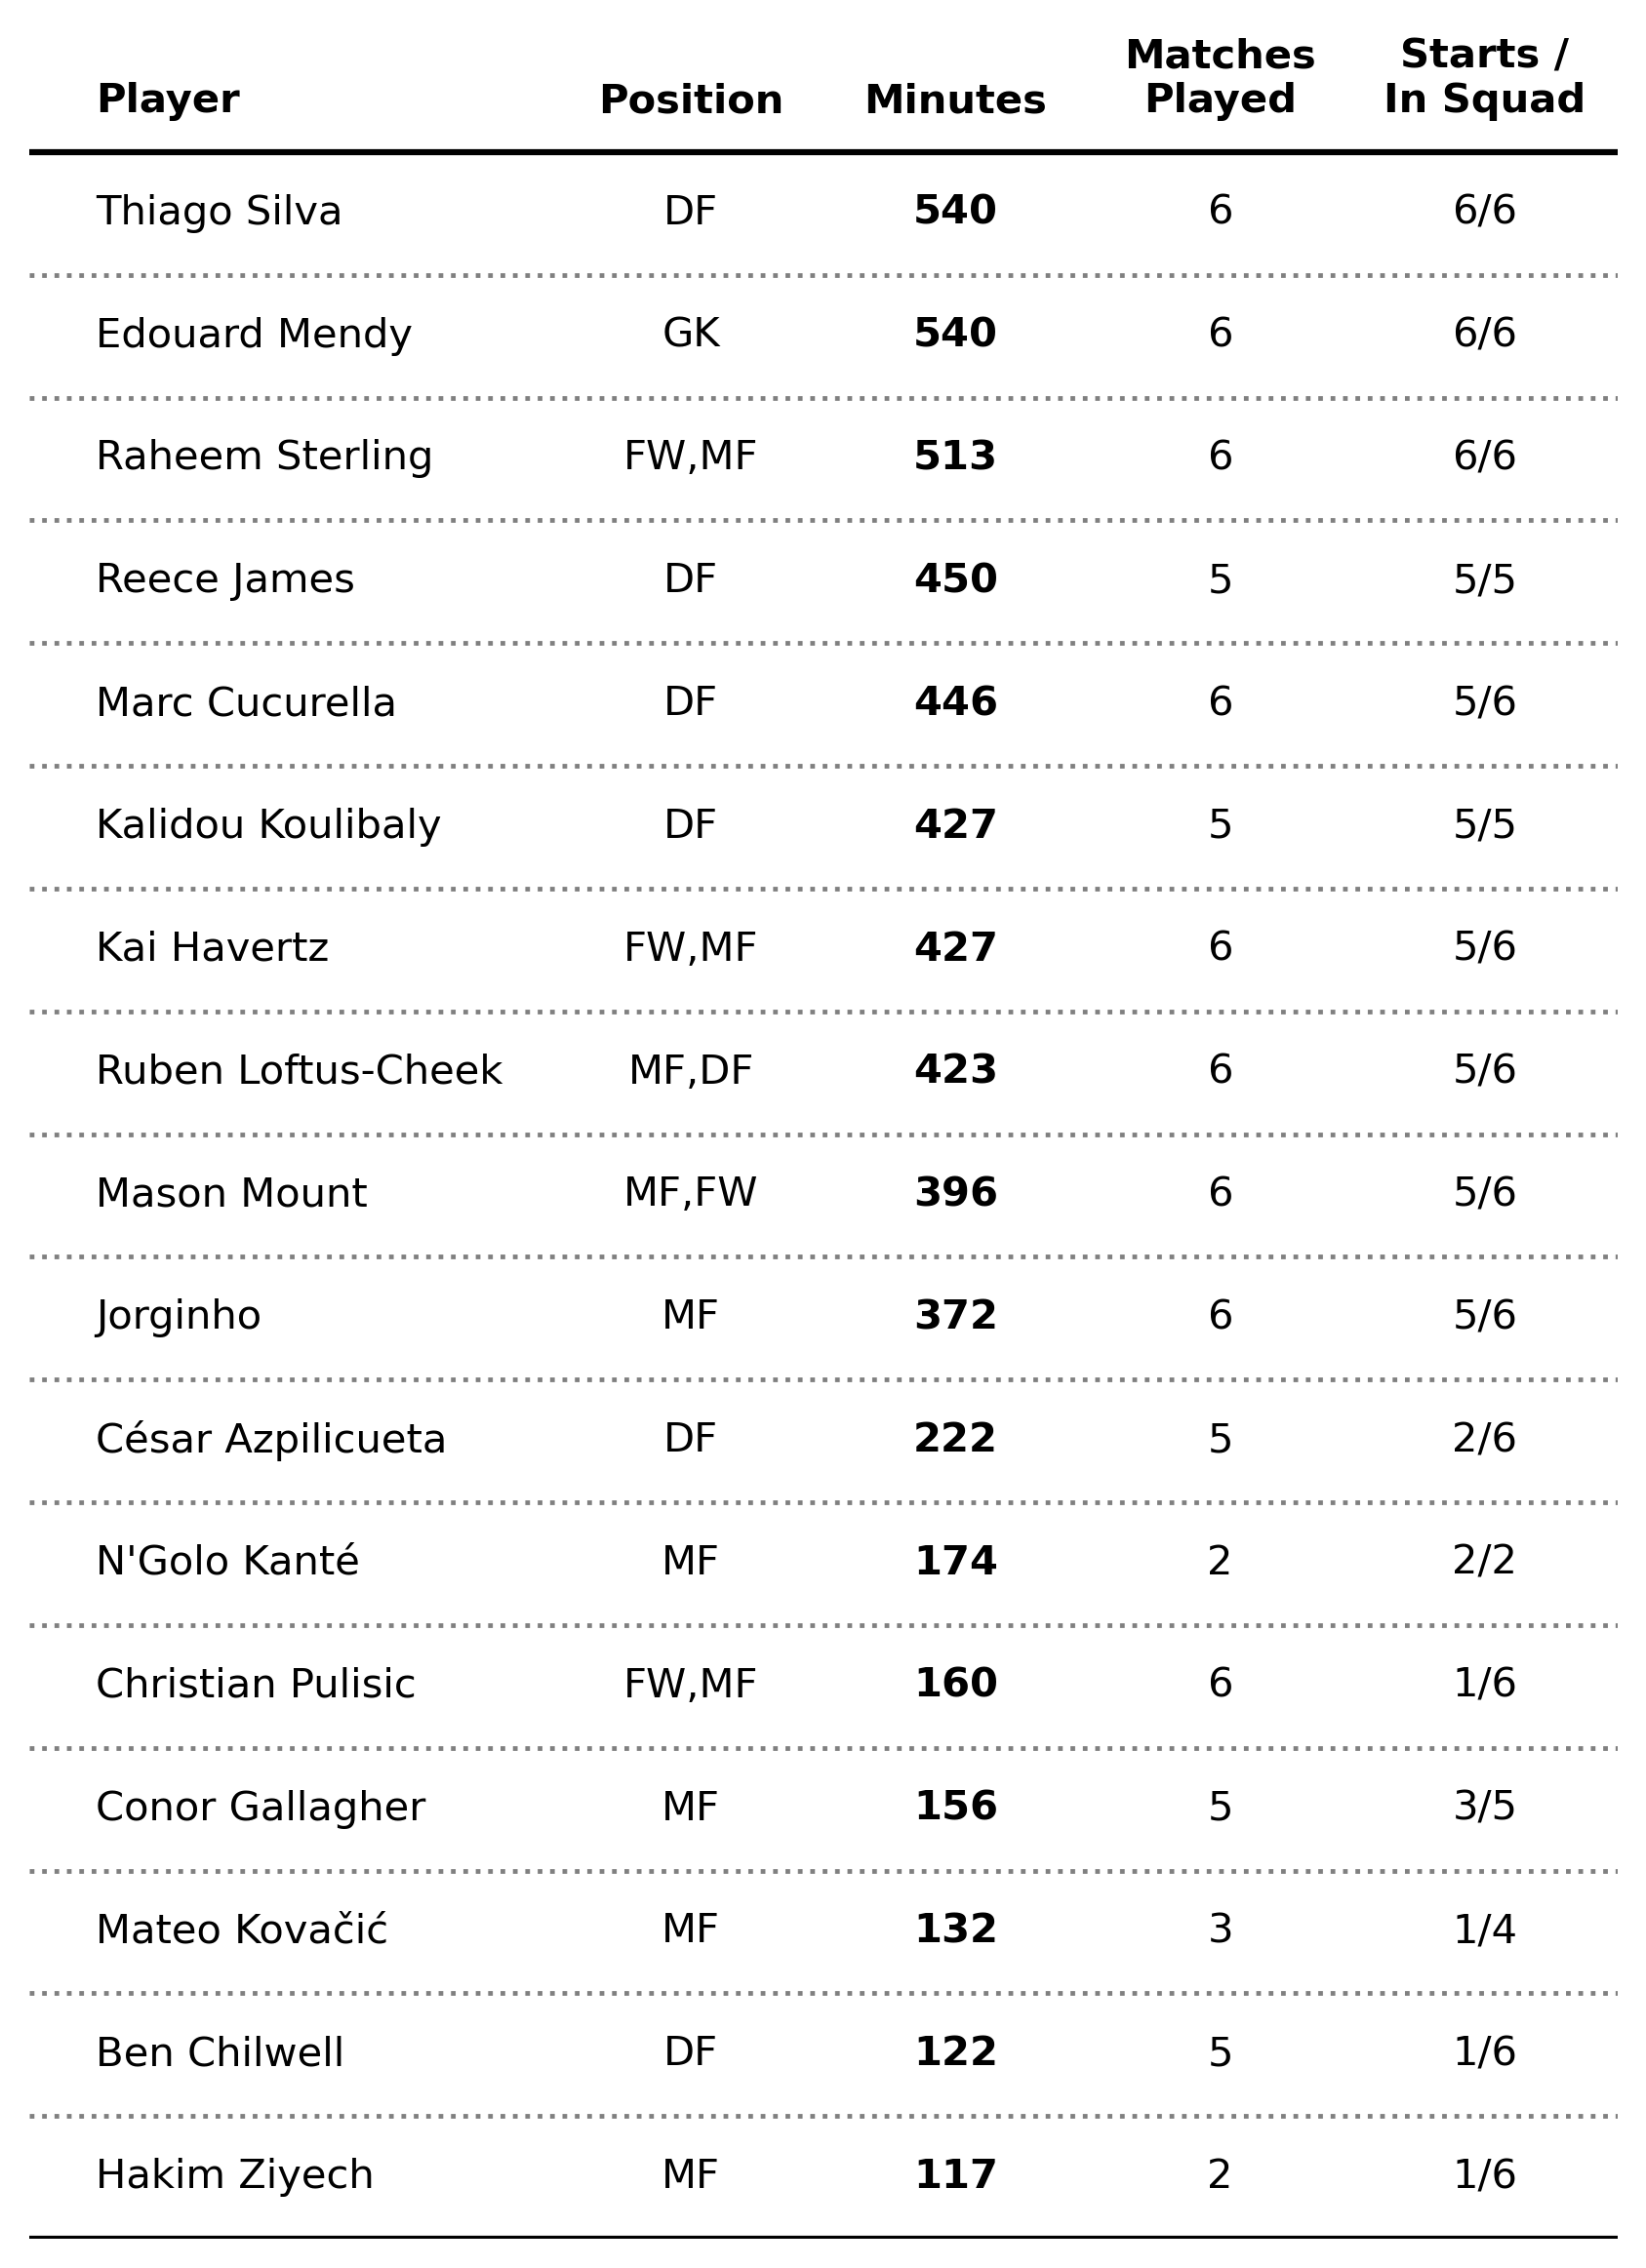 Player Position Minutes Matches Played Starts / In Squad
Thiago Silva DF 540 6 6/6
Edouard Mendy GK 540 6 6/6
Raheem Sterling FW,MF 513 6 6/6
Reece James DF 450 5 5/5
Marc Cucurella DF 446 6 5/6
Kalidou Koulibaly DF 427 5 5/5
Kai Havertz FW,MF 427 6 5/6
Ruben Loftus-Cheek MF,DF 423 6 5/6
Mason Mount MF,FW 396 6 5/6
Jorginho MF 372 6 5/6
César Azpilicueta DF 222 5 2/6
N'Golo Kanté MF 174 2 2/2
Christian Pulisic FW,MF 160 6 1/6
Conor Gallagher MF 156 5 3/5
Mateo Kovačić MF 132 3 1/4
Ben Chilwell DF 122 5 1/6
Hakim Ziyech MF 117 2 1/6